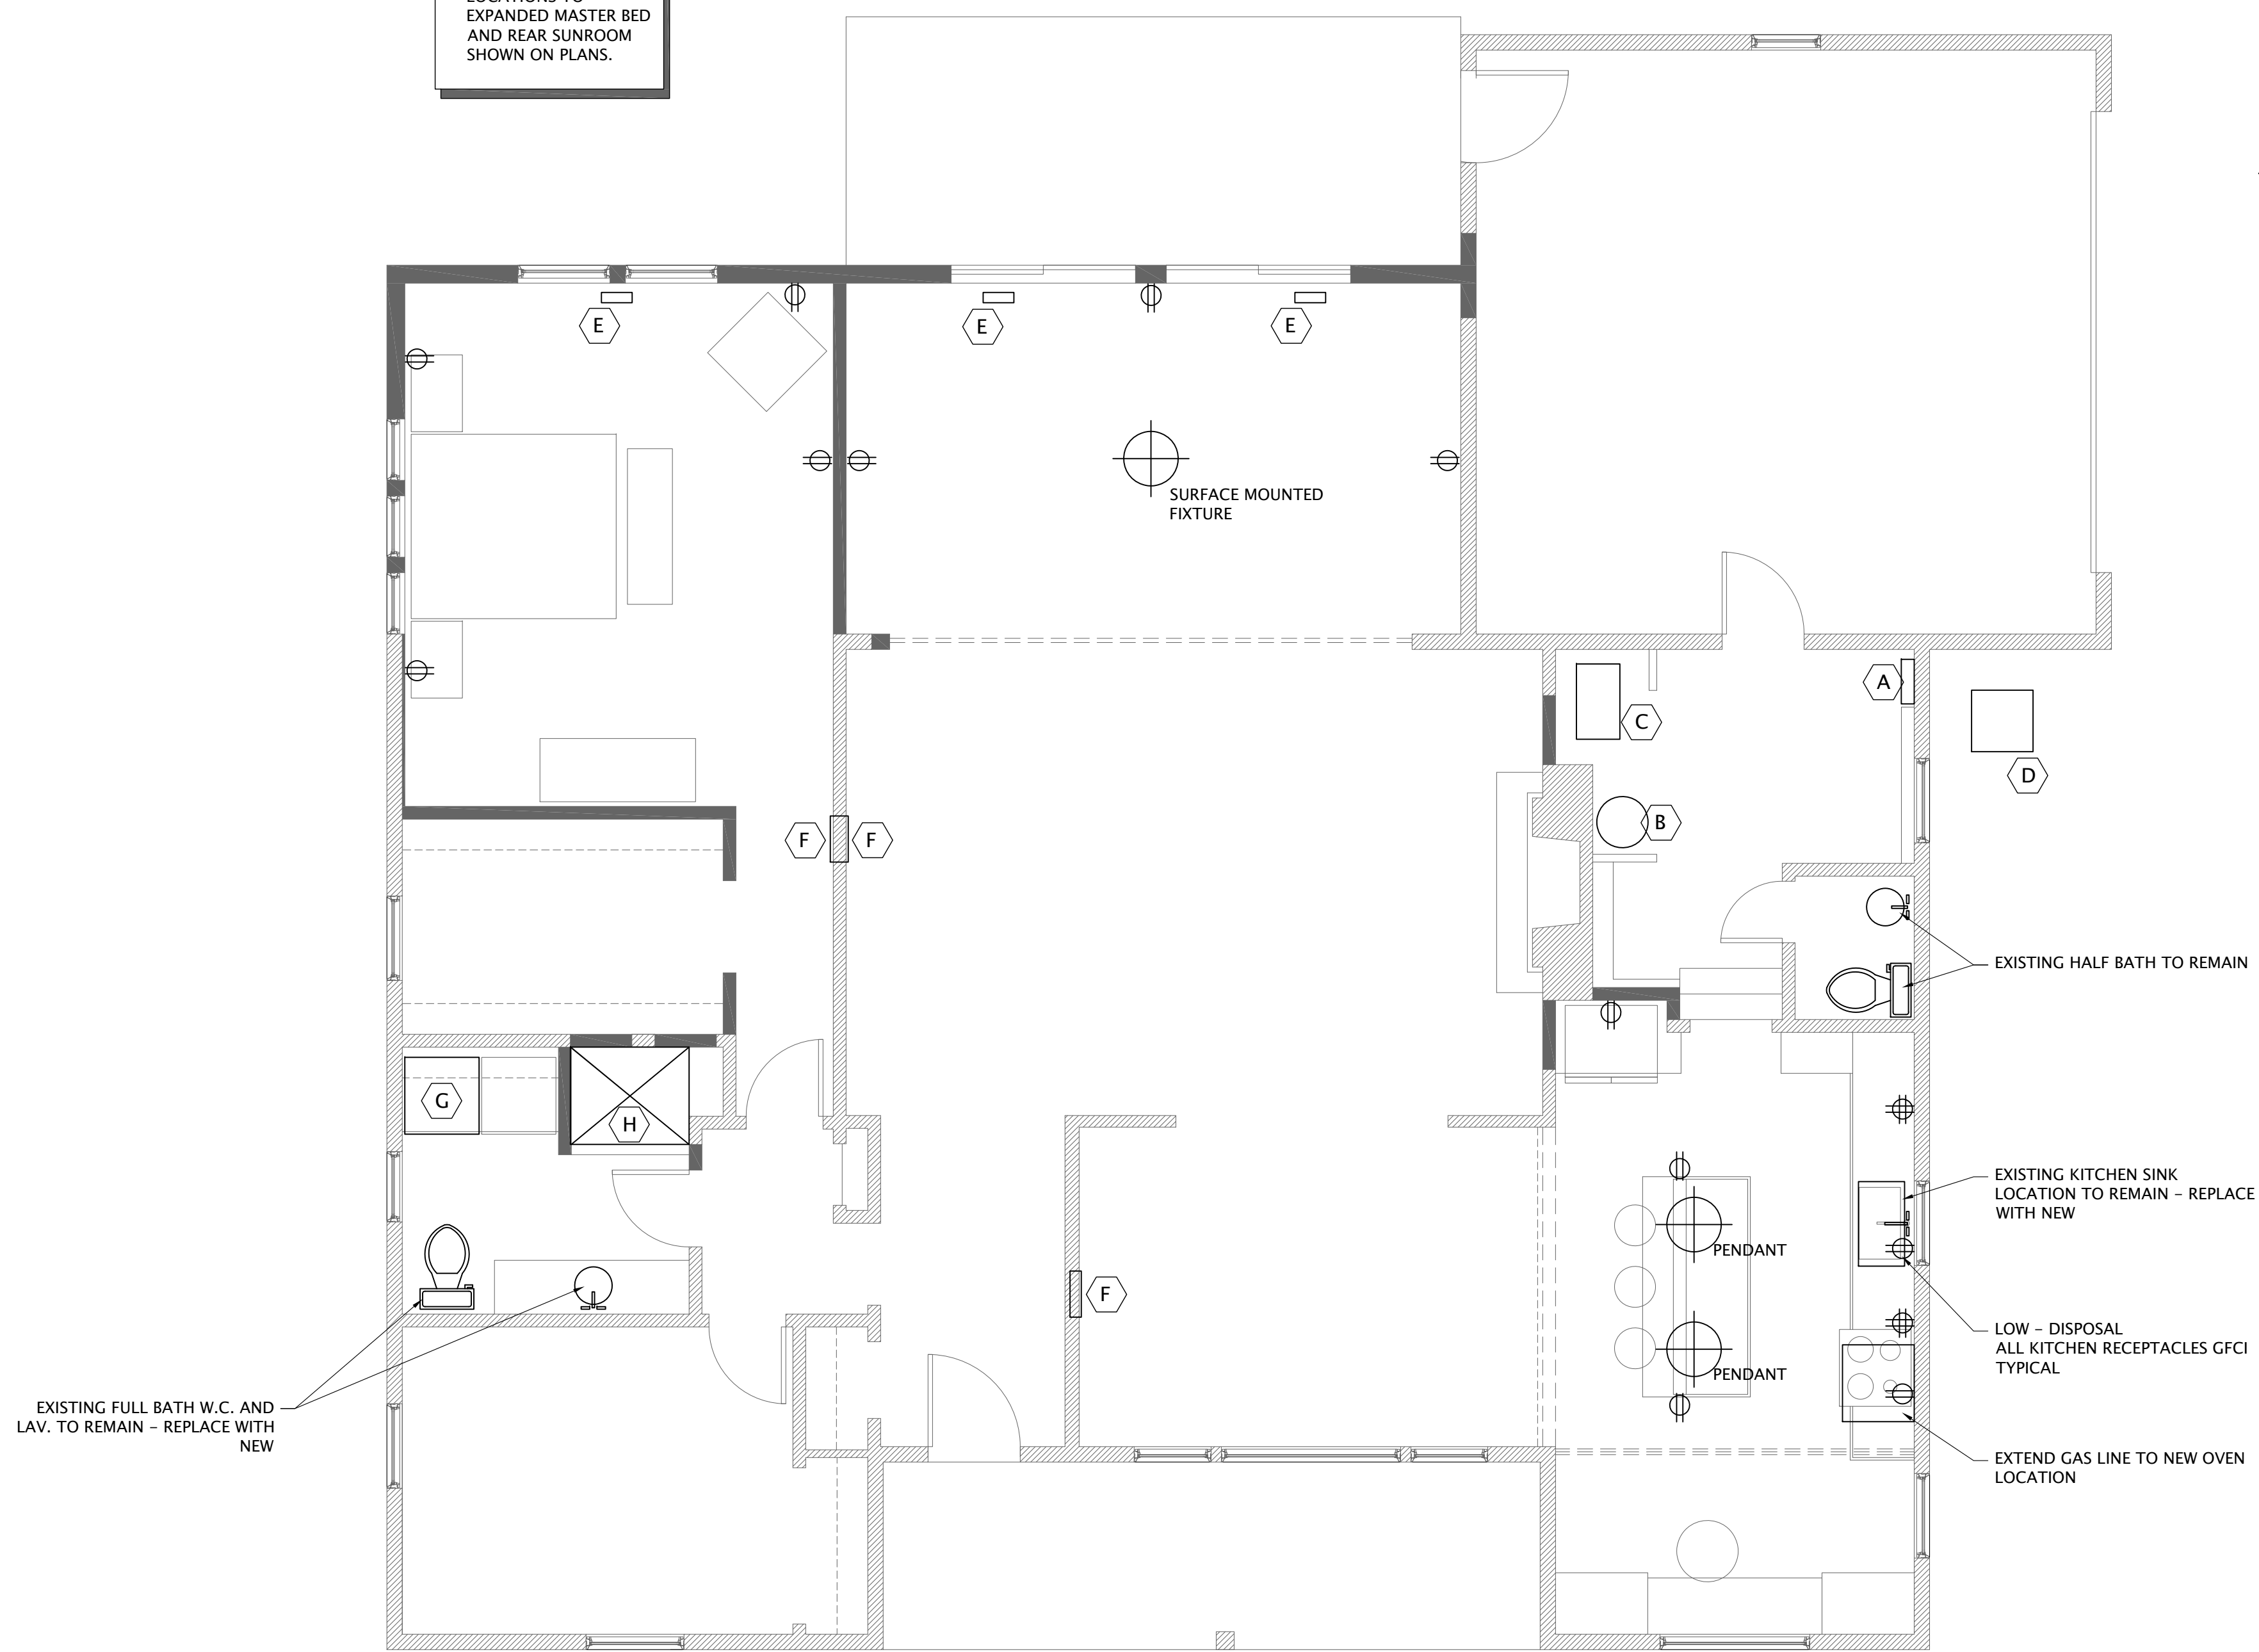 LOCATIONS TO
EXPANDED MASTER BED
AND REAR SUNROOM
SHOWN ON PLANS.
E
E
E
SURFACE MOUNTED
FIXTURE
A
C
D
B
F
F
EXISTING HALF BATH TO REMAIN
G
H
EXISTING KITCHEN SINK
LOCATION TO REMAIN – REPLACE
WITH NEW
PENDANT
F
LOW – DISPOSAL
ALL KITCHEN RECEPTACLES GFCI
TYPICAL
PENDANT
EXISTING FULL BATH W.C. AND
LAV. TO REMAIN – REPLACE WITH
NEW
EXTEND GAS LINE TO NEW OVEN
LOCATION